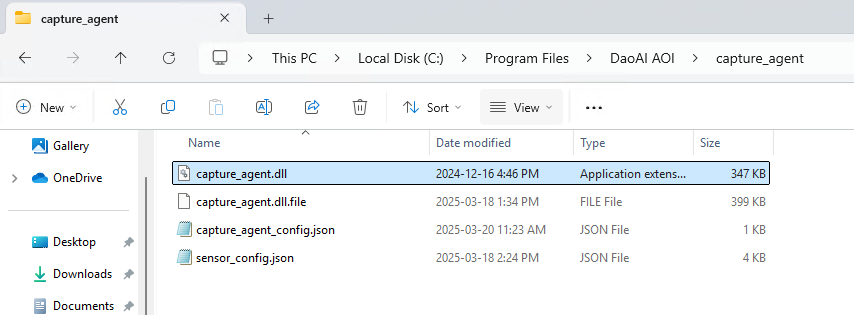 capture_agent
This PC Local Disk (C:) Program Files DaoAI AOI capture_agent
New Sort View
Name Date modified Type Size
Gallery
OneDrive
Desktop
Downloads
Documents
capture_agent.dll 2024-12-16 4:46 PM Application extens... 347 KB
capture_agent.dll.file 2025-03-18 1:34 PM FILE File 399 KB
capture_agent_config.json 2025-03-20 11:23 AM JSON File 1 KB
sensor_config.json 2025-03-18 2:24 PM JSON File 4 KB